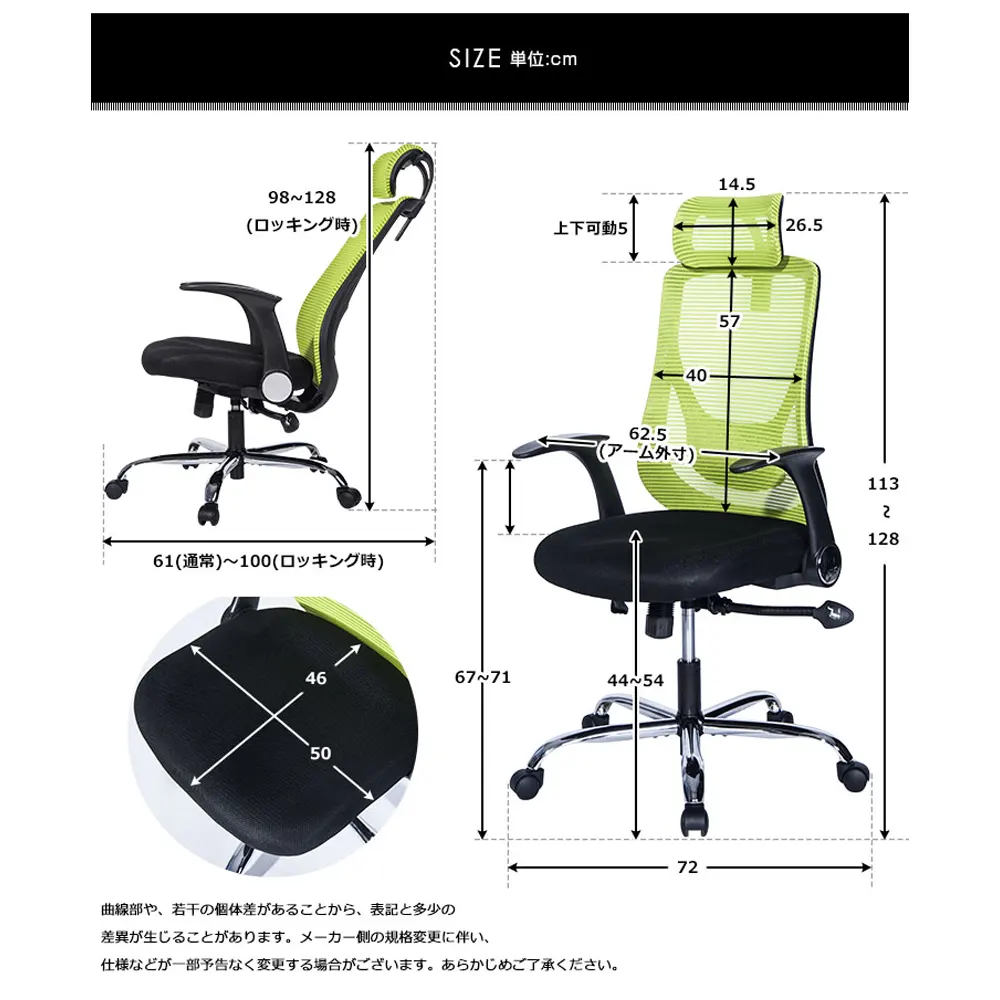 SIZE 単位:cm
98~128
(ロッキング時)
61(通常)〜100(ロッキング時)
14.5
上下可動5
26.5
57
40
62.5
(アーム外寸)
113
~
128
67~71
44~54
72
46
50
曲線部や、若干の個体差があることから、表記と多少の
差異が生じることがあります。メーカー側の規格変更に伴い、
仕様などが一部予告なく変更する場合がございます。あらかじめご了承ください。